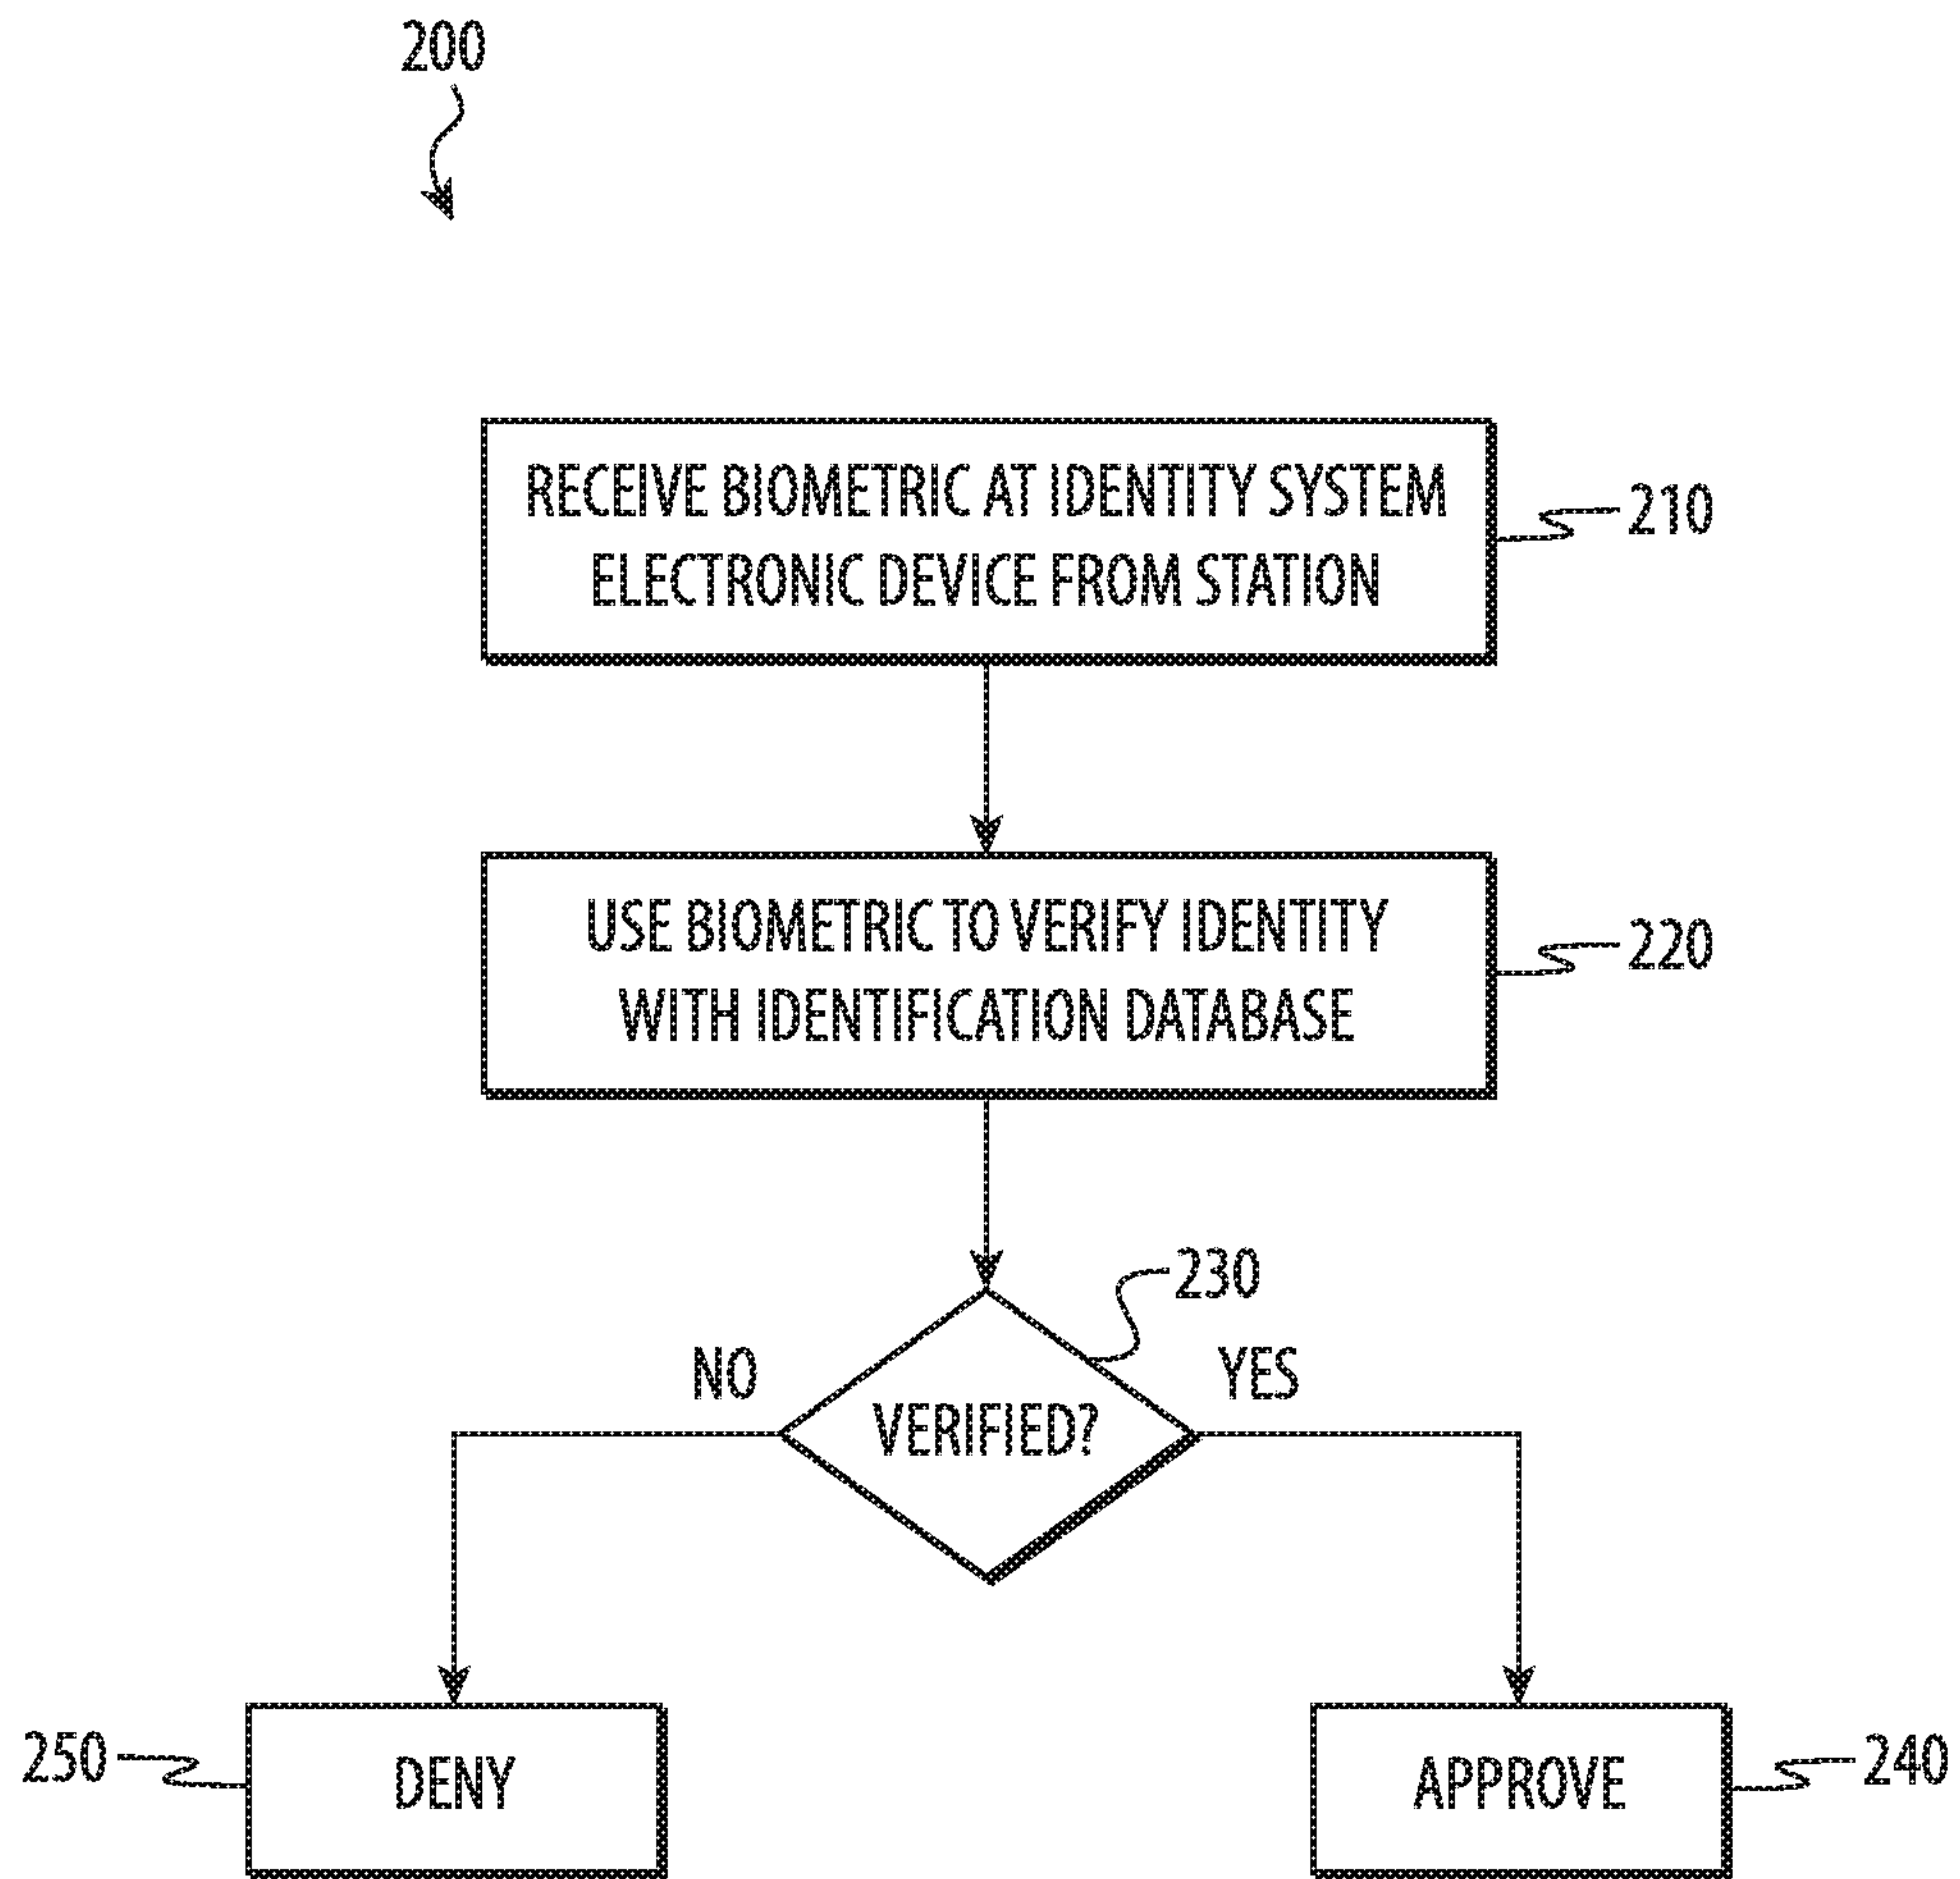 200
RECEIVE BIOMETRIC AT IDENTITY SYSTEM
ELECTRONIC DEVICE FROM STATION
210
USE BIOMETRIC TO VERIFY IDENTITY
WITH IDENTIFICATION DATABASE
220
230
NO
YES
VERIFIED?
250
DENY
APPROVE
240